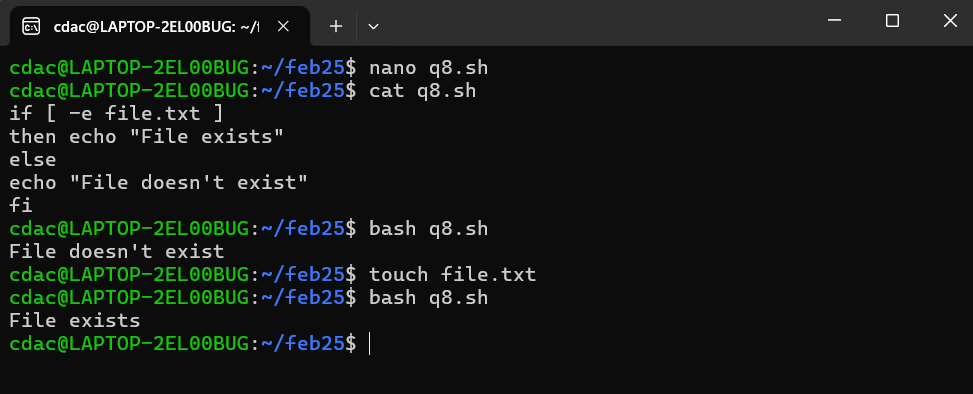 cdac@LAPTOP-2EL00BUG: ~/f
cdac@LAPTOP-2EL00BUG:~/feb25$ nano q8.sh
cdac@LAPTOP-2EL00BUG:~/feb25$ cat q8.sh
if [ -e file.txt ]
then echo "File exists"
else
echo "File doesn't exist"
fi
cdac@LAPTOP-2EL00BUG:~/feb25$ bash q8.sh
File doesn't exist
cdac@LAPTOP-2EL00BUG:~/feb25$ touch file.txt
cdac@LAPTOP-2EL00BUG:~/feb25$ bash q8.sh
File exists
cdac@LAPTOP-2EL00BUG:~/feb25$